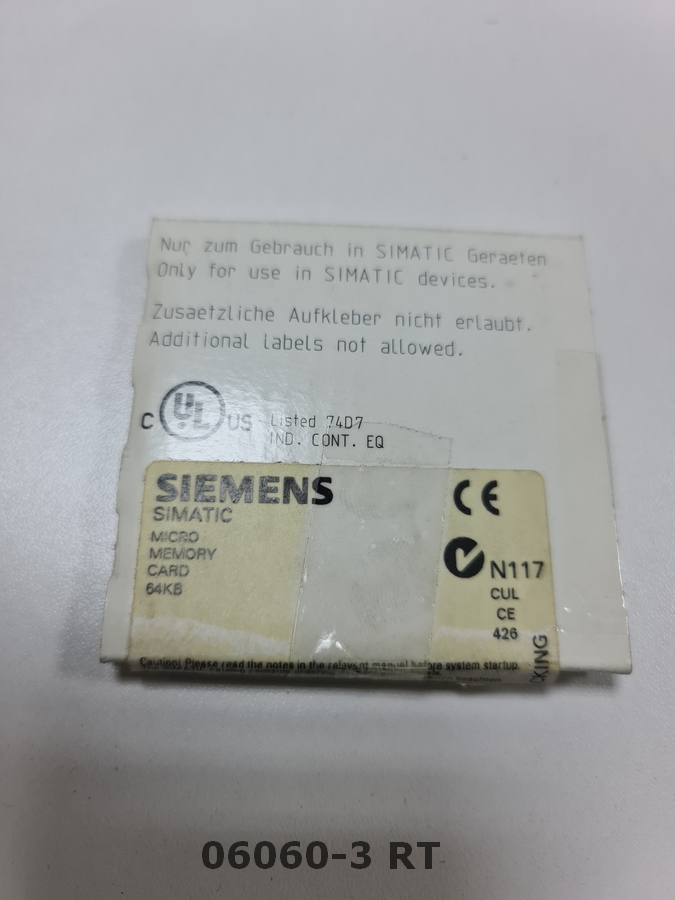 Nur zum Gebrauch in SIMATIC Geraeten
Only for use in SIMATIC devices.
Zusaetzliche Aufkleber nicht erlaubt.
Additional labels not allowed.
C UL US Listed 74D7
IND. CONT. EQ
SIEMENS
SIMATIC
MICRO
MEMORY
CARD
64KB
CE
N117
CUL
CE
426
KING
Caution! Please read the notes in the relevant manual before system startup.
06060-3 RT